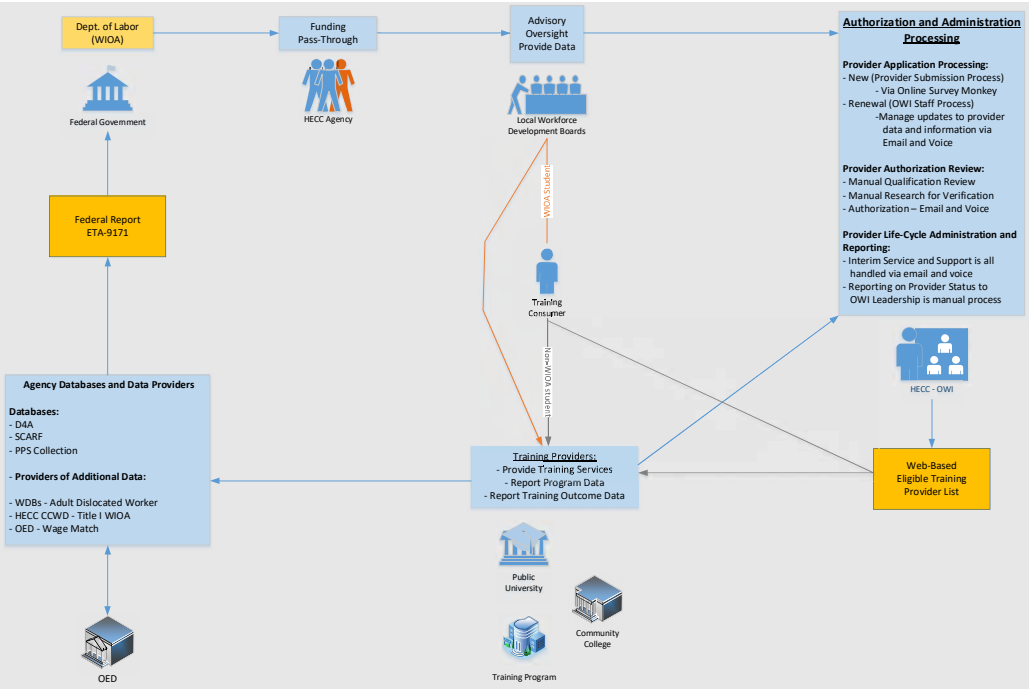 Dept. of Labor
(WIOA)
Funding
Pass-Through
Advisory
Oversight
Provide Data
Authorization and Administration
Processing
Provider Application Processing:
- New (Provider Submission Process)
- Via Online Survey Monkey
- Renewal (OWI Staff Process)
-Manage updates to provider
data and information via
Email and Voice
Provider Authorization Review:
- Manual Qualification Review
- Manual Research for Verification
- Authorization – Email and Voice
Provider Life-Cycle Administration and
Reporting:
- Interim Service and Support is all
handled via email and voice
- Reporting on Provider Status to
OWI Leadership is manual process
Federal Government
HECC Agency
Local Workforce
Development Boards
WIOA Student
Federal Report
ETA-9171
Training
Consumer
Non-WIOA student
HECC - OWI
Agency Databases and Data Providers
Databases:
- D4A
- SCARF
- PPS Collection
- Providers of Additional Data:
- WDBs - Adult Dislocated Worker
- HECC CCWD - Title I WIOA
- OED - Wage Match
Training Providers:
- Provide Training Services
- Report Program Data
- Report Training Outcome Data
Web-Based
Eligible Training
Provider List
Public
University
Community
College
Training Program
OED